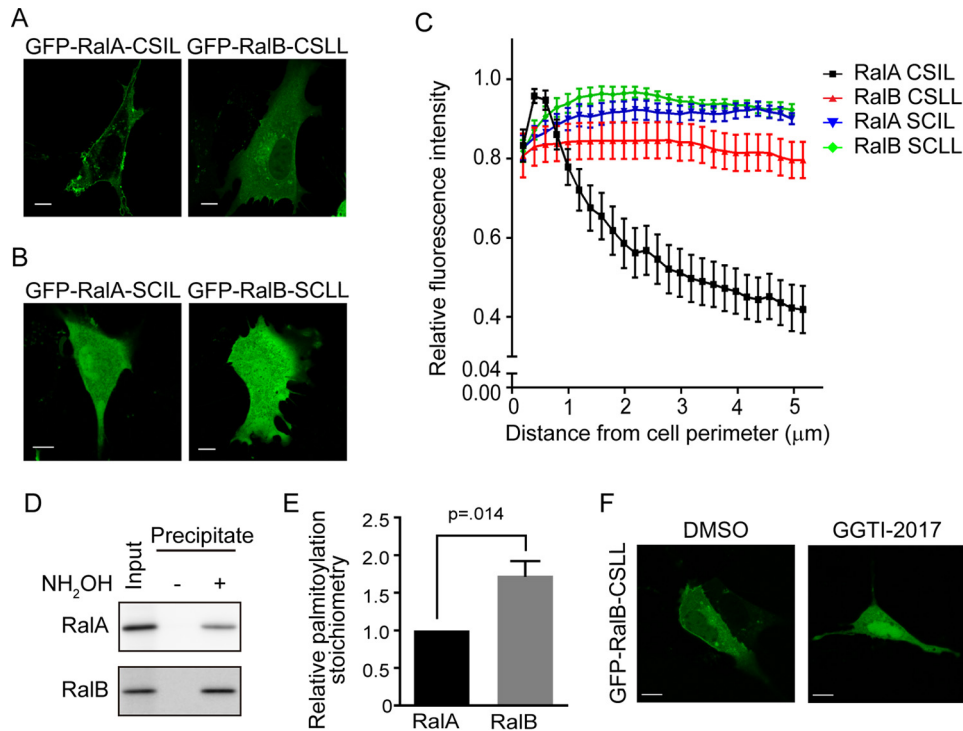 A
GFP-RalA-CSIL GFP-RalB-CSLL
B
GFP-RalA-SCIL GFP-RalB-SCLL
C
Relative fluorescence intensity
1.0
0.8
0.6
0.4
0.04
0.00
0 1 2 3 4 5
Distance from cell perimeter (μm)
RalA CSIL
RalB CSLL
RalA SCIL
RalB SCLL
D
Input
Precipitate
NH₂OH - +
RalA
RalB
E
Relative palmitoylation
stoichiometry
p=.014
2.5
2.0
1.5
1.0
0.5
0
RalA RalB
F
DMSO GGTI-2017
GFP-RalB-CSLL